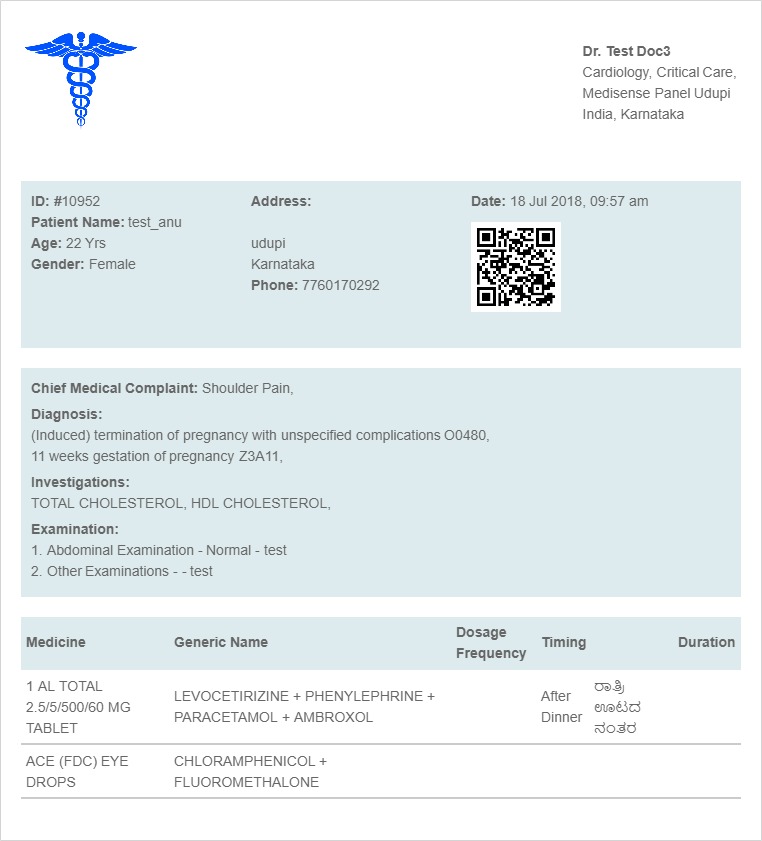 Dr. Test Doc3
Cardiology, Critical Care,
Medisense Panel Udupi
India, Karnataka
ID: #10952
Patient Name: test_anu
Age: 22 Yrs
Gender: Female
Address:
udupi
Karnataka
Phone: 7760170292
Date: 18 Jul 2018, 09:57 am
Chief Medical Complaint: Shoulder Pain,
Diagnosis:
(Induced) termination of pregnancy with unspecified complications O0480,
11 weeks gestation of pregnancy Z3A11,
Investigations:
TOTAL CHOLESTEROL, HDL CHOLESTEROL,
Examination:
1. Abdominal Examination - Normal - test
2. Other Examinations - - test
Medicine
Generic Name
Dosage
Frequency
Timing
Duration
1 AL TOTAL
2.5/5/500/60 MG
TABLET
LEVOCETIRIZINE + PHENYLEPHRINE +
PARACETAMOL + AMBROXOL
After
Dinner
ರಾತ್ರಿ
ಊಟದ
ನಂತರ
ACE (FDC) EYE
DROPS
CHLORAMPHENICOL +
FLUOROMETHALONE